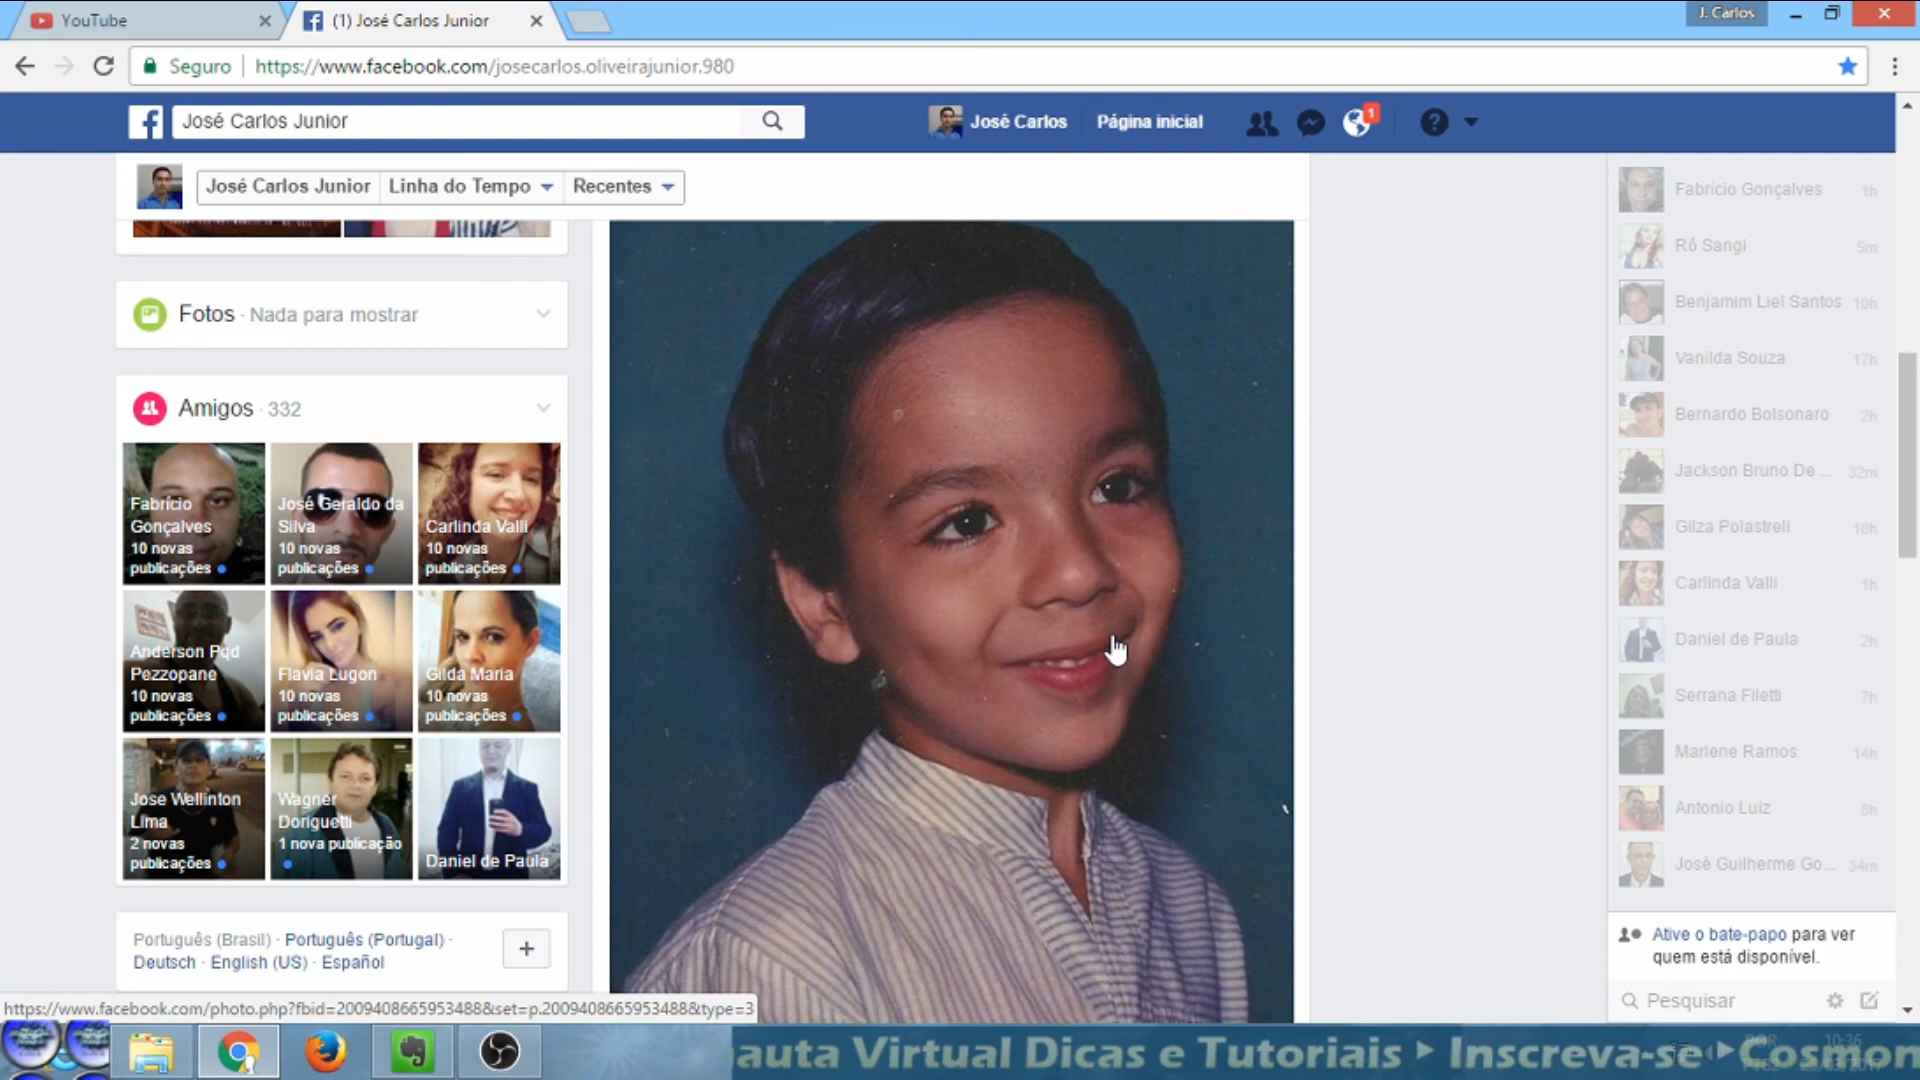 YouTube
(1) José Carlos Junior
J. Carlos
Seguro
https://www.facebook.com/josecarlos.oliveirajunior.980
José Carlos Junior
José Carlos
Página inicial
1
José Carlos Junior
Linha do Tempo
Recentes
Fotos · Nada para mostrar
Amigos · 332
Fabrício
Gonçalves
10 novas
publicações
José Geraldo da
Silva
10 novas
publicações
Carlinda Valli
10 novas
publicações
Anderson Pqd
Pezzopane
10 novas
publicações
Flavia Lugon
10 novas
publicações
Gilda Maria
10 novas
publicações
Jose Wellinton
Lima
2 novas
publicações
Wagner
Doriguetti
1 nova publicação
Daniel de Paula
Português (Brasil) · Português (Portugal) ·
Deutsch · English (US) · Español
https://www.facebook.com/photo.php?fbid=2009408665953488&set=p.2009408665953488&type=3
Fabrício Gonçalves 1h
Rô Sangi 5m
Benjamim Liel Santos 10h
Vanilda Souza 17h
Bernardo Bolsonaro 2h
Jackson Bruno De ... 32m
Gilza Polastreli 10h
Carlinda Valli 1h
Daniel de Paula 2h
Serrana Filetti 7h
Marlene Ramos 14h
Antonio Luiz 8h
José Guilherme Go... 34m
Ative o bate-papo para ver
quem está disponível.
Pesquisar
nauta Virtual Dicas e Tutoriais ▸ Inscreva-se ▸ Cosmon
10:36